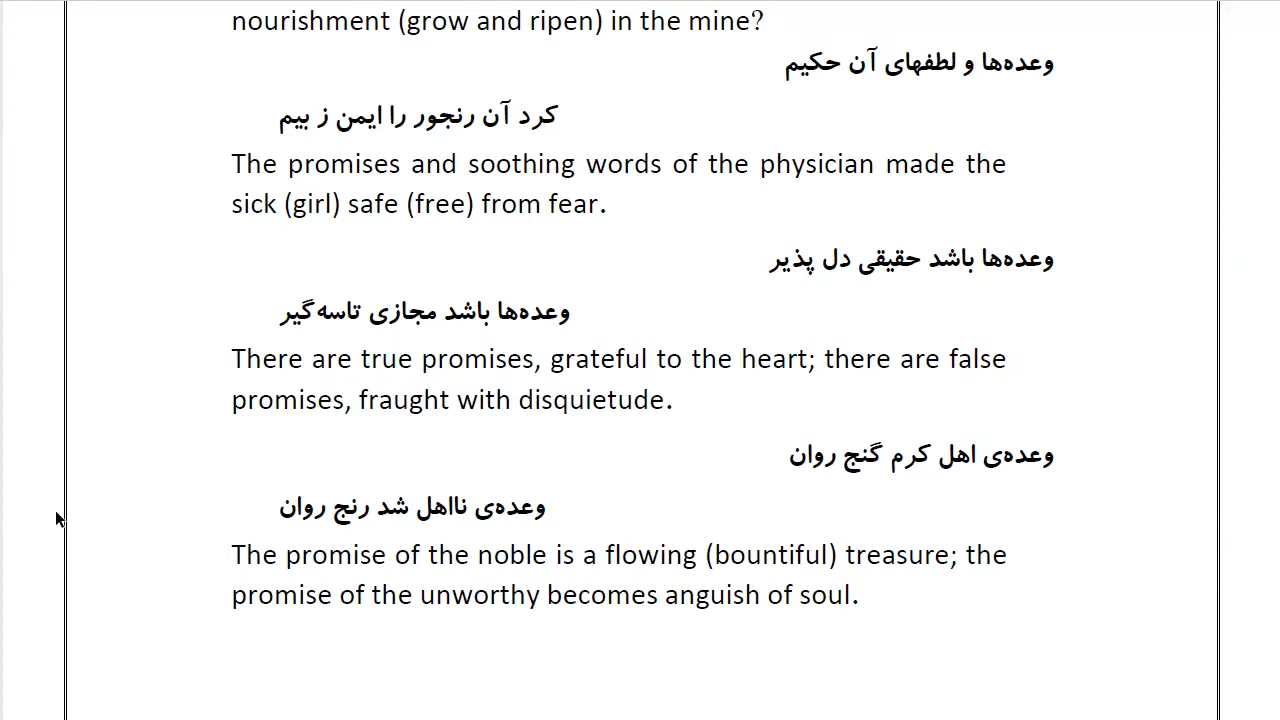 nourishment (grow and ripen) in the mine?
وعده‌ها و لطفهای آن حکیم
کرد آن رنجور را ایمن ز بیم
The promises and soothing words of the physician made the
sick (girl) safe (free) from fear.
وعده‌ها باشد حقیقی دل پذیر
وعده‌ها باشد مجازی تاسه‌گیر
There are true promises, grateful to the heart; there are false
promises, fraught with disquietude.
وعده‌ی اهل کرم گنج روان
وعده‌ی نااهل شد رنج روان
The promise of the noble is a flowing (bountiful) treasure; the
promise of the unworthy becomes anguish of soul.